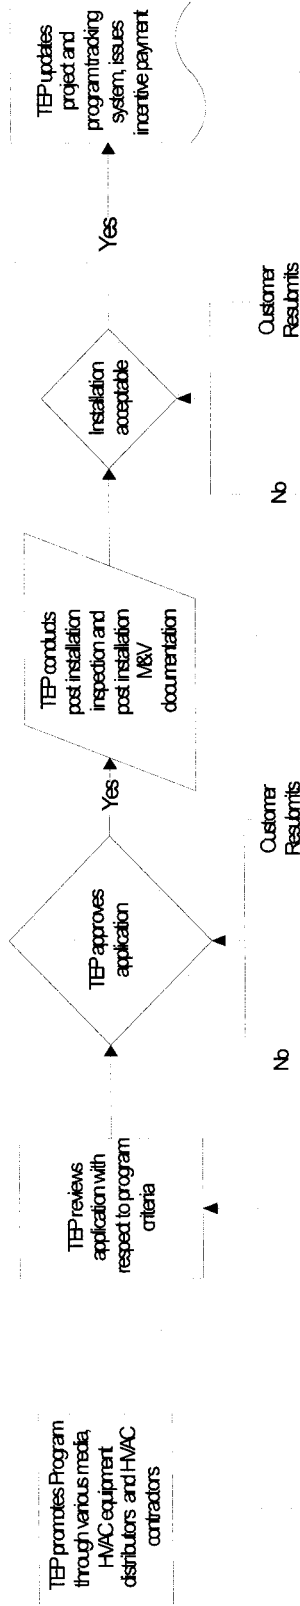 TEP promotes Program
through various media,
HVAC equipment
distributors and HVAC
contractors
TEP reviews
application with
respect to program
criteria
No
TEP approves
application
Customer
Resubmits
Yes
TEP conducts
post installation
inspection and
post installation
M&V
documentation
No
Installation
acceptable
Customer
Resubmits
Yes
TEP updates
project and
program tracking
system, issues
incentive payment